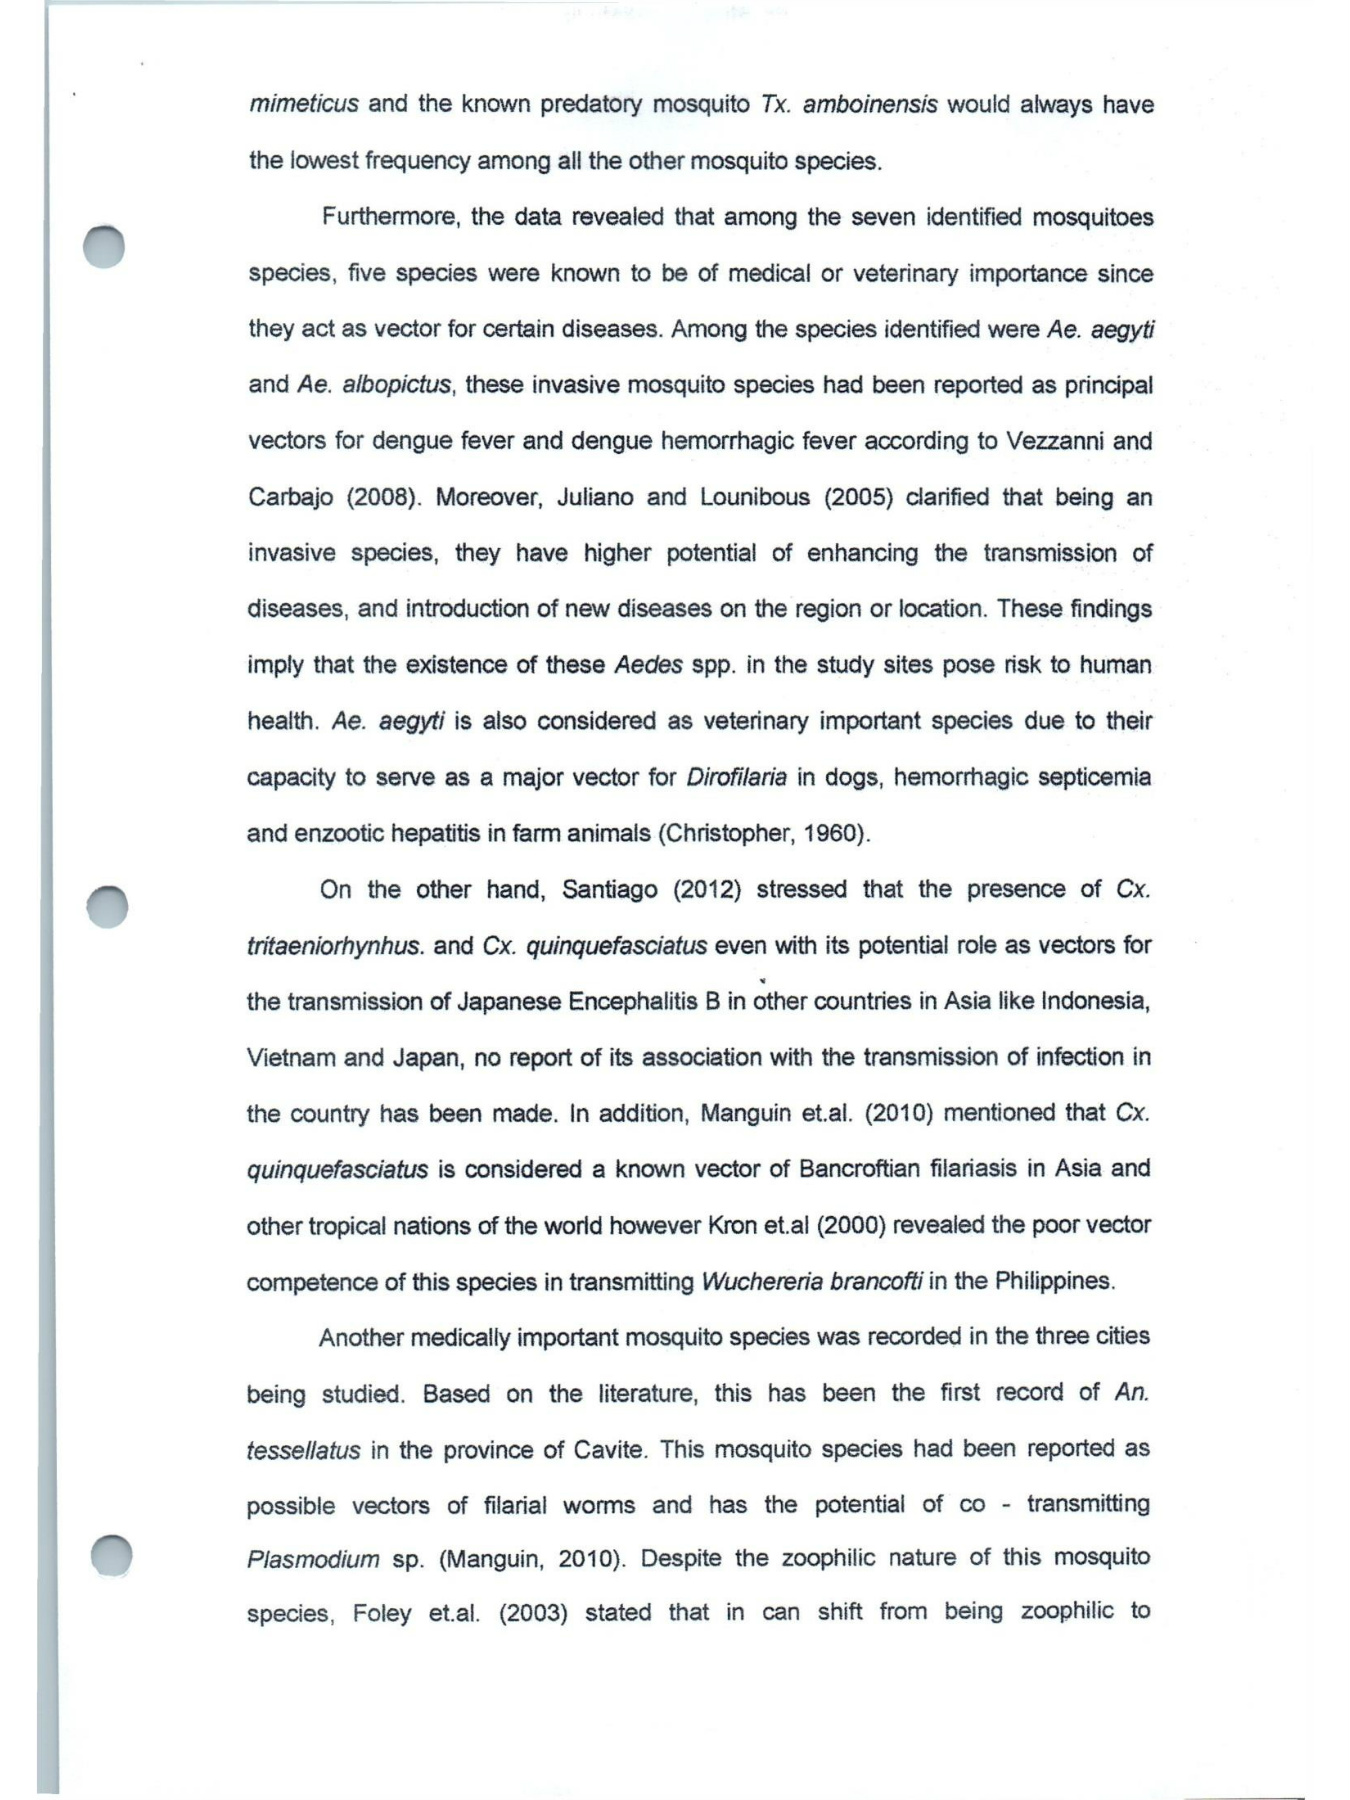 mimeticus and the known predatory mosquito Tx. amboinensis would always have
the lowest frequency among all the other mosquito species.
Furthermore, the data revealed that among the seven identified mosquitoes
species, five species were known to be of medical or veterinary importance since
they act as vector for certain diseases. Among the species identified were Ae. aegyti
and Ae. albopictus, these invasive mosquito species had been reported as principal
vectors for dengue fever and dengue hemorrhagic fever according to Vezzanni and
Carbajo (2008). Moreover, Juliano and Lounibous (2005) clarified that being an
invasive species, they have higher potential of enhancing the transmission of
diseases, and introduction of new diseases on the region or location. These findings
imply that the existence of these Aedes spp. in the study sites pose risk to human
health. Ae. aegyti is also considered as veterinary important species due to their
capacity to serve as a major vector for Dirofilaria in dogs, hemorrhagic septicemia
and enzootic hepatitis in farm animals (Christopher, 1960).
On the other hand, Santiago (2012) stressed that the presence of Cx.
tritaeniorhynhus. and Cx. quinquefasciatus even with its potential role as vectors for
the transmission of Japanese Encephalitis B in other countries in Asia like Indonesia,
Vietnam and Japan, no report of its association with the transmission of infection in
the country has been made. In addition, Manguin et.al. (2010) mentioned that Cx.
quinquefasciatus is considered a known vector of Bancroftian filariasis in Asia and
other tropical nations of the world however Kron et.al (2000) revealed the poor vector
competence of this species in transmitting Wuchereria brancofti in the Philippines.
Another medically important mosquito species was recorded in the three cities
being studied. Based on the literature, this has been the first record of An.
tessellatus in the province of Cavite. This mosquito species had been reported as
possible vectors of filarial worms and has the potential of co - transmitting
Plasmodium sp. (Manguin, 2010). Despite the zoophilic nature of this mosquito
species, Foley et.al. (2003) stated that in can shift from being zoophilic to